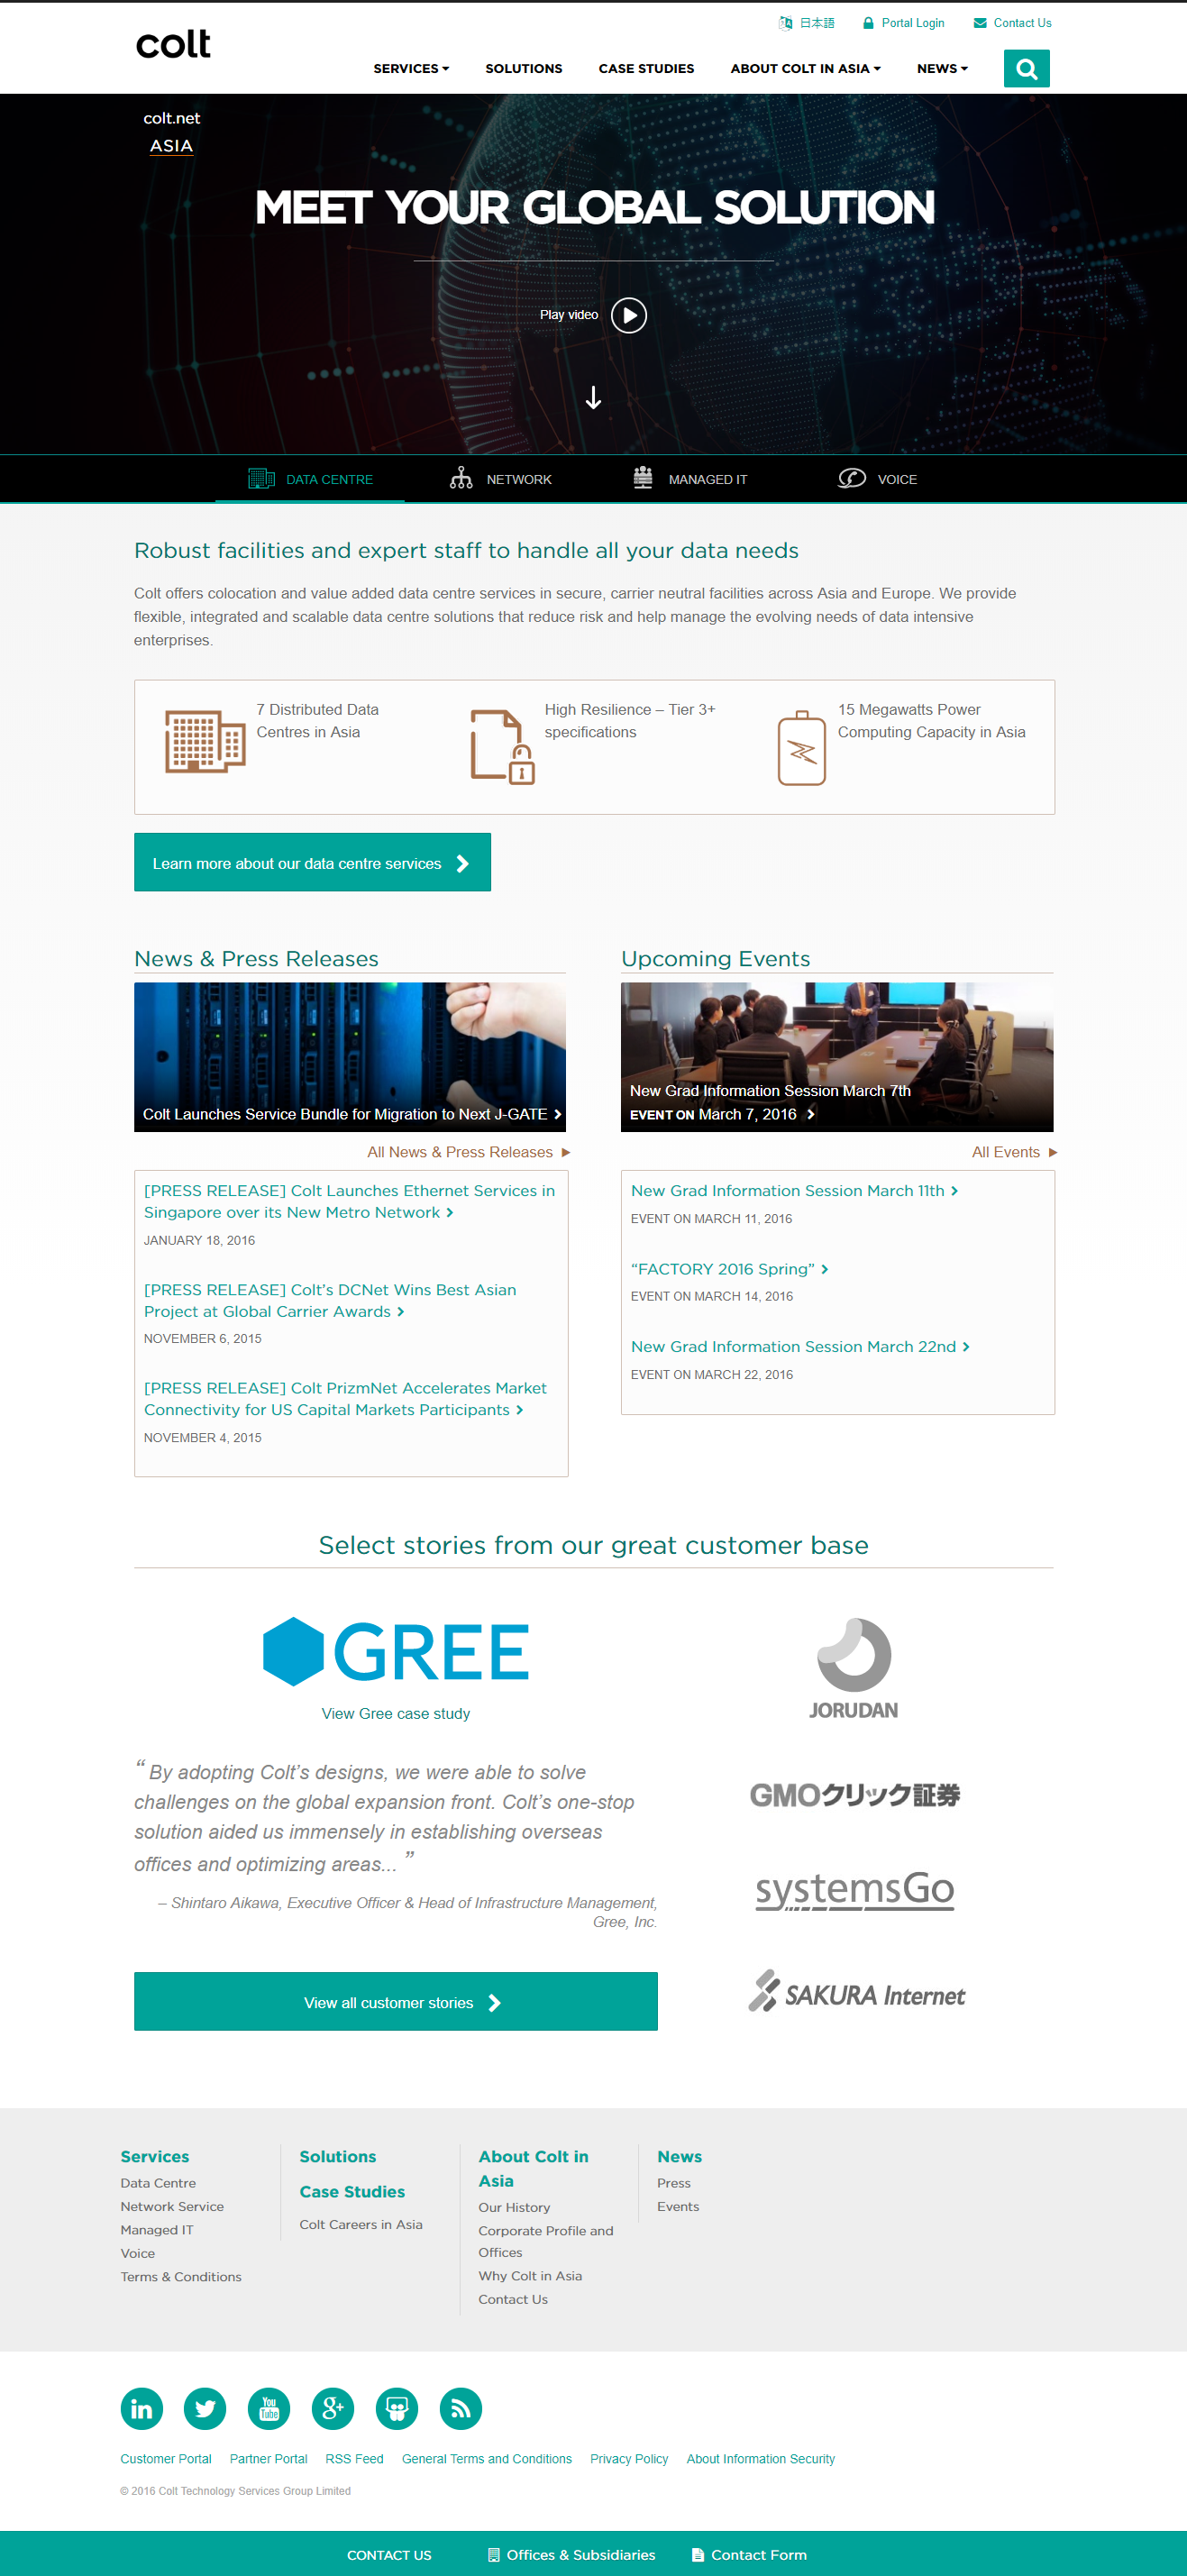 colt
日本語
Portal Login
Contact Us
SERVICES
SOLUTIONS
CASE STUDIES
ABOUT COLT IN ASIA
NEWS
colt.net
ASIA
MEET YOUR GLOBAL SOLUTION
Play video
DATA CENTRE
NETWORK
MANAGED IT
VOICE
Robust facilities and expert staff to handle all your data needs
Colt offers colocation and value added data centre services in secure, carrier neutral facilities across Asia and Europe. We provide
flexible, integrated and scalable data centre solutions that reduce risk and help manage the evolving needs of data intensive
enterprises.
7 Distributed Data
Centres in Asia
High Resilience – Tier 3+
specifications
15 Megawatts Power
Computing Capacity in Asia
Learn more about our data centre services
News & Press Releases
Colt Launches Service Bundle for Migration to Next J-GATE
All News & Press Releases
[PRESS RELEASE] Colt Launches Ethernet Services in
Singapore over its New Metro Network
JANUARY 18, 2016
[PRESS RELEASE] Colt’s DCNet Wins Best Asian
Project at Global Carrier Awards
NOVEMBER 6, 2015
[PRESS RELEASE] Colt PrizmNet Accelerates Market
Connectivity for US Capital Markets Participants
NOVEMBER 4, 2015
Upcoming Events
New Grad Information Session March 7th
EVENT ON March 7, 2016
All Events
New Grad Information Session March 11th
EVENT ON MARCH 11, 2016
“FACTORY 2016 Spring”
EVENT ON MARCH 14, 2016
New Grad Information Session March 22nd
EVENT ON MARCH 22, 2016
Select stories from our great customer base
GREE
View Gree case study
“ By adopting Colt’s designs, we were able to solve
challenges on the global expansion front. Colt’s one-stop
solution aided us immensely in establishing overseas
offices and optimizing areas... ”
– Shintaro Aikawa, Executive Officer & Head of Infrastructure Management,
Gree, Inc.
View all customer stories
JORUDAN
GMOクリック証券
systemsGo
SAKURA Internet
Services
Data Centre
Network Service
Managed IT
Voice
Terms & Conditions
Solutions
Case Studies
Colt Careers in Asia
About Colt in
Asia
Our History
Corporate Profile and
Offices
Why Colt in Asia
Contact Us
News
Press
Events
in
You
Tube
g+
Customer Portal
Partner Portal
RSS Feed
General Terms and Conditions
Privacy Policy
About Information Security
© 2016 Colt Technology Services Group Limited
CONTACT US
Offices & Subsidiaries
Contact Form